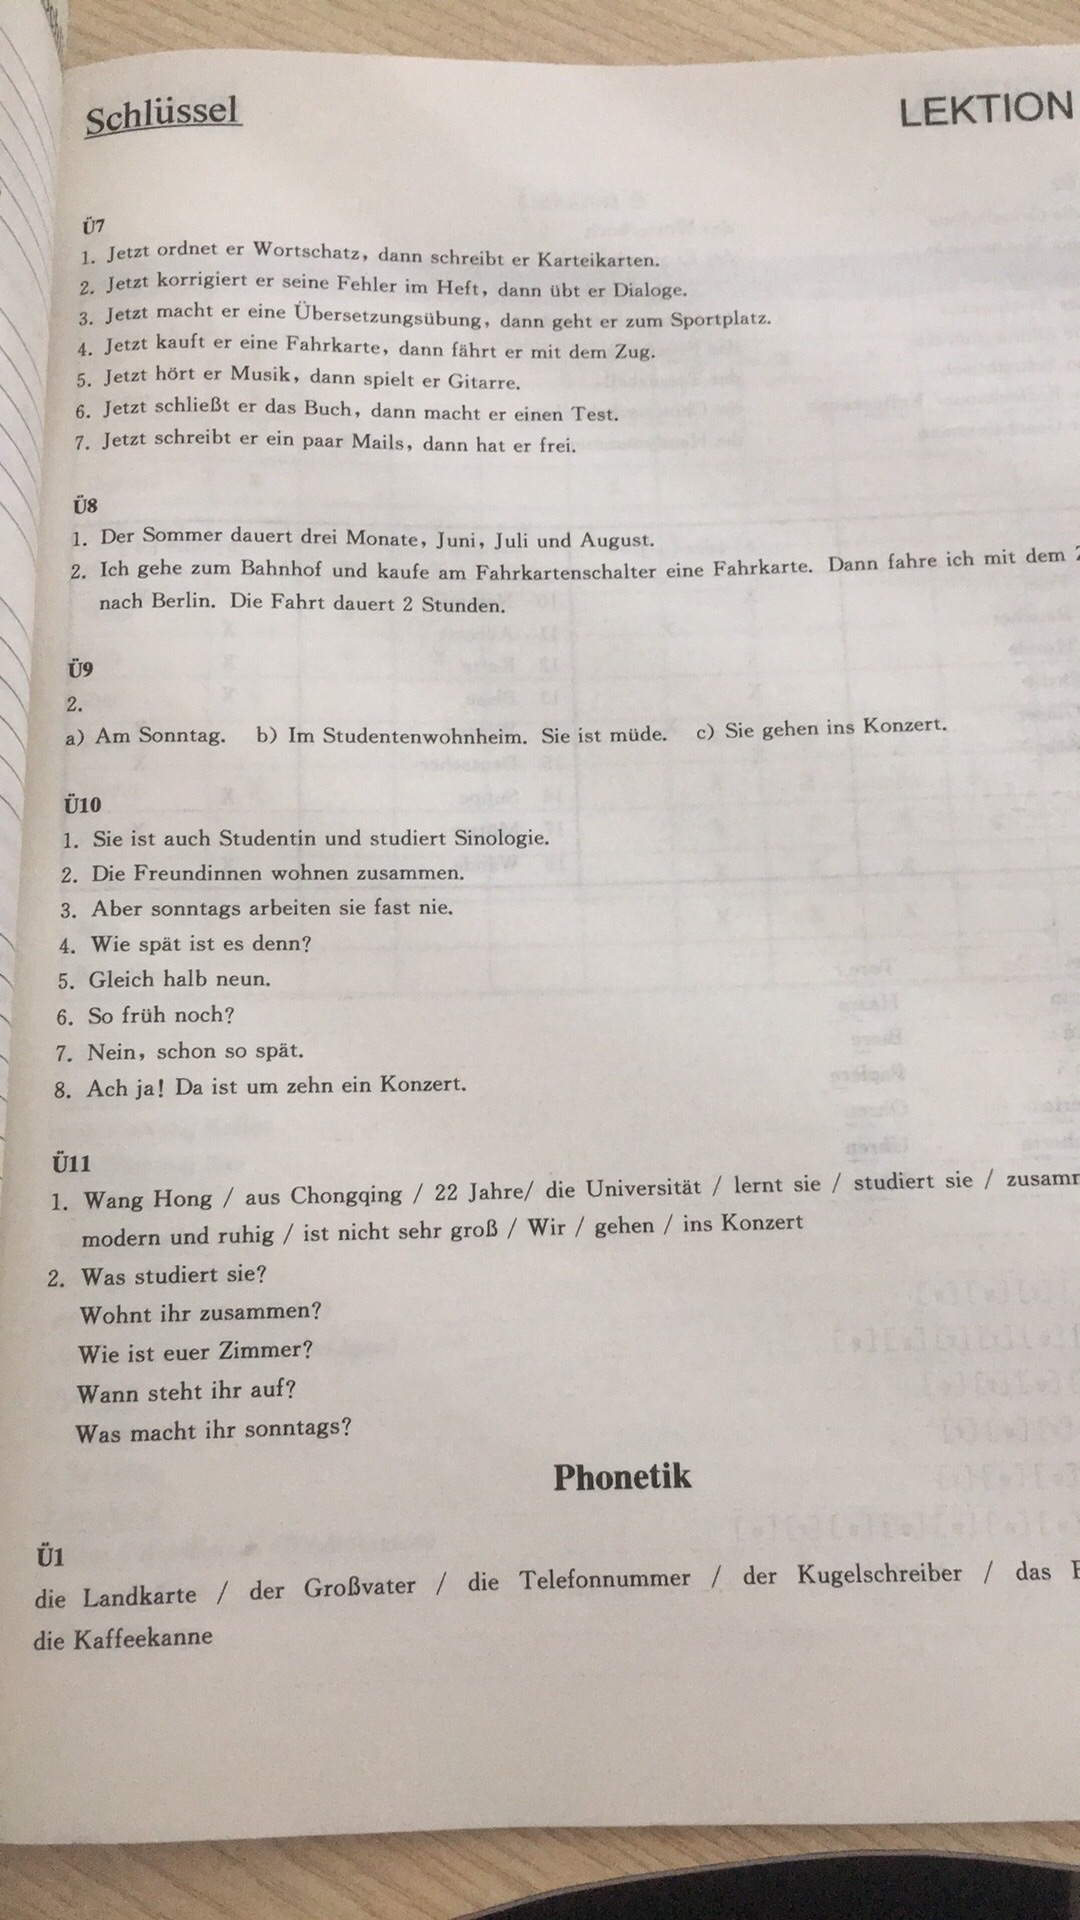 Schlüssel
LEKTION
Ü7
1. Jetzt ordnet er Wortschatz, dann schreibt er Karteikarten.
2. Jetzt korrigiert er seine Fehler im Heft, dann übt er Dialoge.
3. Jetzt macht er eine Übersetzungsübung, dann geht er zum Sportplatz.
4. Jetzt kauft er eine Fahrkarte, dann fährt er mit dem Zug.
5. Jetzt hört er Musik, dann spielt er Gitarre.
6. Jetzt schließt er das Buch, dann macht er einen Test.
7. Jetzt schreibt er ein paar Mails, dann hat er frei.
Ü8
1. Der Sommer dauert drei Monate, Juni, Juli und August.
2. Ich gehe zum Bahnhof und kaufe am Fahrkartenschalter eine Fahrkarte. Dann fahre ich mit dem
nach Berlin. Die Fahrt dauert 2 Stunden.
Ü9
2.
a) Am Sonntag. b) Im Studentenwohnheim. Sie ist müde. c) Sie gehen ins Konzert.
Ü10
1. Sie ist auch Studentin und studiert Sinologie.
2. Die Freundinnen wohnen zusammen.
3. Aber sonntags arbeiten sie fast nie.
4. Wie spät ist es denn?
5. Gleich halb neun.
6. So früh noch?
7. Nein, schon so spät.
8. Ach ja! Da ist um zehn ein Konzert.
Ü11
1. Wang Hong / aus Chongqing / 22 Jahre/ die Universität / lernt sie / studiert sie /
modern und ruhig / ist nicht sehr groß / Wir / gehen / ins Konzert
2. Was studiert sie?
Wohnt ihr zusammen?
Wie ist euer Zimmer?
Wann steht ihr auf?
Was macht ihr sonntags?
Phonetik
Ü1
die Landkarte / der Großvater / die Telefonnummer / der Kugelschreiber / das
die Kaffeekanne